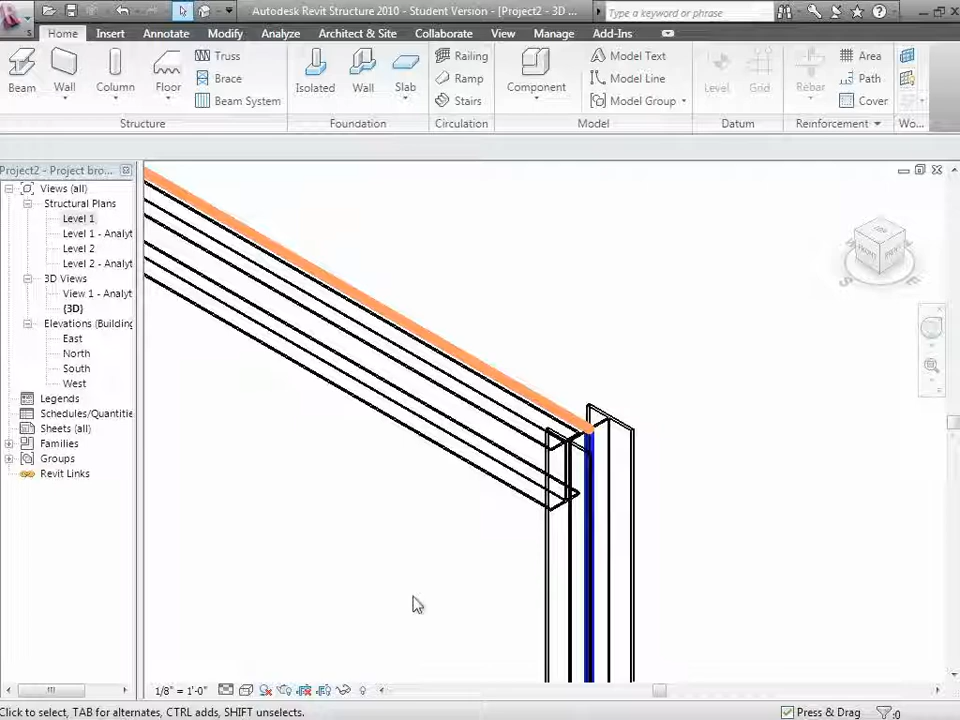 Autodesk Revit Structure 2010 - Student Version - [Project2 - 3D ...
Type a keyword or phrase
Home Insert Annotate Modify Analyze Architect & Site Collaborate View Manage Add-Ins
Beam Wall Column Floor
Truss
Brace
Beam System
Isolated Wall Slab
Railing
Ramp
Stairs
Component
Model Text
Model Line
Model Group
Level Grid
Rebar
Area
Path
Cover
Structure Foundation Circulation Model Datum Reinforcement Wo...
Project2 - Project bro...
Views (all)
Structural Plans
Level 1
Level 1 - Analyt
Level 2
Level 2 - Analyt
3D Views
View 1 - Analyt
(3D)
Elevations (Building
East
North
South
West
Legends
Schedules/Quantitie
Sheets (all)
Families
Groups
Revit Links
FRONT
S
E
1/8" = 1'-0"
Click to select, TAB for alternates, CTRL adds, SHIFT unselects.
Press & Drag
:0